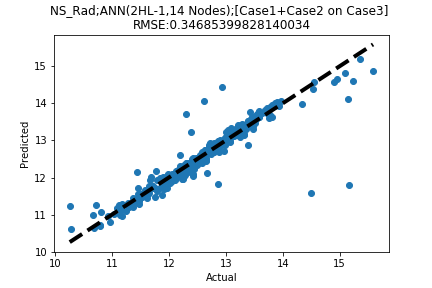 NS_Rad;ANN(2HL-1,14 Nodes);[Case1+Case2 on Case3]
RMSE:0.34685399828140034
Predicted
15
14
13
12
11
10
10 11 12 13 14 15
Actual